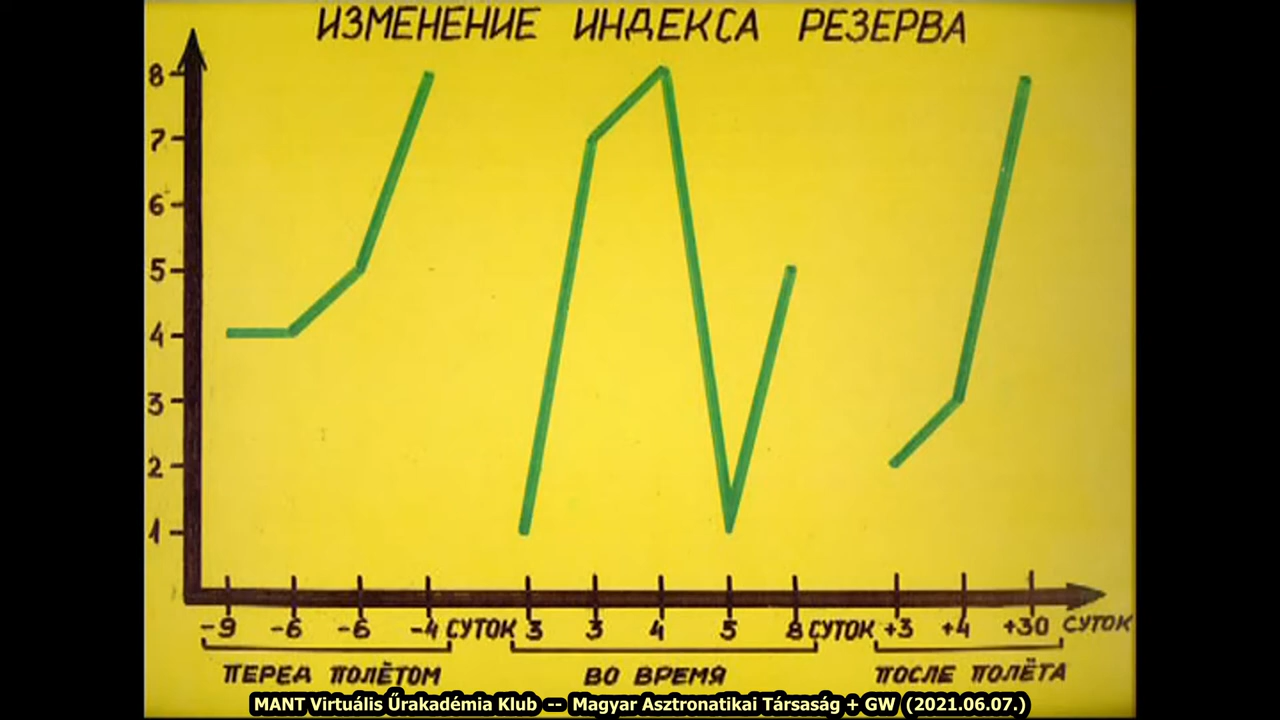 ИЗМЕНЕНИЕ ИНДЕКСА РЕЗЕРВА
8
7
6
5
4
3
2
1
-9 -6 -6 -4 СУТОК 3 3 4 5 8 СУТОК +3 +4 +30 СУТОК
ПЕРЕД ПОЛЁТОМ ВО ВРЕМЯ ПОСЛЕ ПОЛЁТА
MANT Virtuális Űrakadémia Klub -- Magyar Asztronatikai Társaság + GW (2021.06.07.)